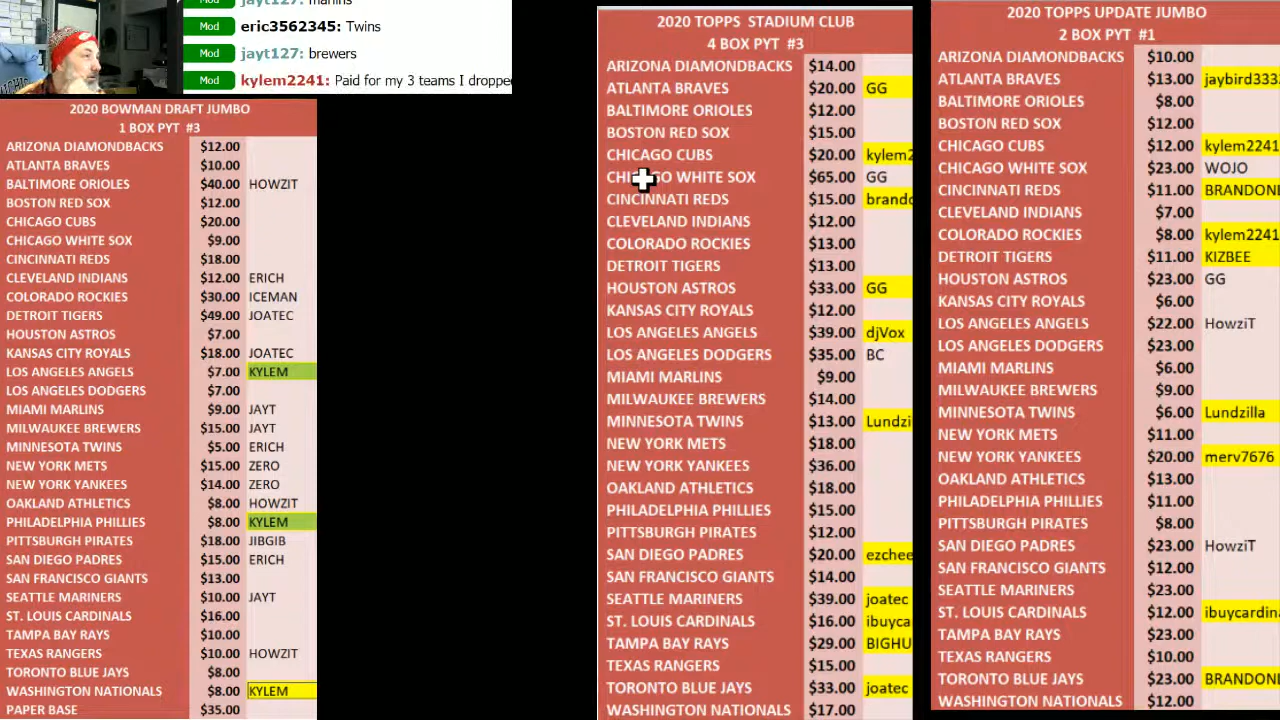 jayt127: marlins
Mod eric3562345: Twins
Mod jayt127: brewers
Mod kylem2241: Paid for my 3 teams I dropped
2020 BOWMAN DRAFT JUMBO
1 BOX PYT #3
ARIZONA DIAMONDBACKS $12.00
ATLANTA BRAVES $10.00
BALTIMORE ORIOLES $40.00 HOWZIT
BOSTON RED SOX $12.00
CHICAGO CUBS $20.00
CHICAGO WHITE SOX $9.00
CINCINNATI REDS $18.00
CLEVELAND INDIANS $12.00 ERICH
COLORADO ROCKIES $30.00 ICEMAN
DETROIT TIGERS $49.00 JOATEC
HOUSTON ASTROS $7.00
KANSAS CITY ROYALS $18.00 JOATEC
LOS ANGELES ANGELS $7.00 KYLEM
LOS ANGELES DODGERS $7.00
MIAMI MARLINS $9.00 JAYT
MILWAUKEE BREWERS $15.00 JAYT
MINNESOTA TWINS $5.00 ERICH
NEW YORK METS $15.00 ZERO
NEW YORK YANKEES $14.00 ZERO
OAKLAND ATHLETICS $8.00 HOWZIT
PHILADELPHIA PHILLIES $8.00 KYLEM
PITTSBURGH PIRATES $18.00 JIBGIB
SAN DIEGO PADRES $15.00 ERICH
SAN FRANCISCO GIANTS $13.00
SEATTLE MARINERS $10.00 JAYT
ST. LOUIS CARDINALS $16.00
TAMPA BAY RAYS $10.00
TEXAS RANGERS $10.00 HOWZIT
TORONTO BLUE JAYS $8.00
WASHINGTON NATIONALS $8.00 KYLEM
PAPER BASE $35.00
2020 TOPPS STADIUM CLUB
4 BOX PYT #3
ARIZONA DIAMONDBACKS $14.00
ATLANTA BRAVES $20.00 GG
BALTIMORE ORIOLES $12.00
BOSTON RED SOX $15.00
CHICAGO CUBS $20.00 kylem2
CHICAGO WHITE SOX $65.00 GG
CINCINNATI REDS $15.00 brando
CLEVELAND INDIANS $12.00
COLORADO ROCKIES $13.00
DETROIT TIGERS $13.00
HOUSTON ASTROS $33.00 GG
KANSAS CITY ROYALS $12.00
LOS ANGELES ANGELS $39.00 djVox
LOS ANGELES DODGERS $35.00 BC
MIAMI MARLINS $9.00
MILWAUKEE BREWERS $14.00
MINNESOTA TWINS $13.00 Lundzi
NEW YORK METS $18.00
NEW YORK YANKEES $36.00
OAKLAND ATHLETICS $18.00
PHILADELPHIA PHILLIES $15.00
PITTSBURGH PIRATES $12.00
SAN DIEGO PADRES $20.00 ezchee
SAN FRANCISCO GIANTS $14.00
SEATTLE MARINERS $39.00 joatec
ST. LOUIS CARDINALS $16.00 ibuyca
TAMPA BAY RAYS $29.00 BIGHU
TEXAS RANGERS $15.00
TORONTO BLUE JAYS $33.00 joatec
WASHINGTON NATIONALS $17.00
2020 TOPPS UPDATE JUMBO
2 BOX PYT #1
ARIZONA DIAMONDBACKS $10.00
ATLANTA BRAVES $13.00 jaybird333
BALTIMORE ORIOLES $8.00
BOSTON RED SOX $12.00
CHICAGO CUBS $12.00 kylem2241
CHICAGO WHITE SOX $23.00 WOJO
CINCINNATI REDS $11.00 BRANDON
CLEVELAND INDIANS $7.00
COLORADO ROCKIES $8.00 kylem2241
DETROIT TIGERS $11.00 KIZBEE
HOUSTON ASTROS $23.00 GG
KANSAS CITY ROYALS $6.00
LOS ANGELES ANGELS $22.00 HowziT
LOS ANGELES DODGERS $23.00
MIAMI MARLINS $6.00
MILWAUKEE BREWERS $9.00
MINNESOTA TWINS $6.00 Lundzilla
NEW YORK METS $11.00
NEW YORK YANKEES $20.00 merv7676
OAKLAND ATHLETICS $13.00
PHILADELPHIA PHILLIES $11.00
PITTSBURGH PIRATES $8.00
SAN DIEGO PADRES $23.00 HowziT
SAN FRANCISCO GIANTS $12.00
SEATTLE MARINERS $23.00
ST. LOUIS CARDINALS $12.00 ibuycardina
TAMPA BAY RAYS $23.00
TEXAS RANGERS $10.00
TORONTO BLUE JAYS $23.00 BRANDON
WASHINGTON NATIONALS $12.00